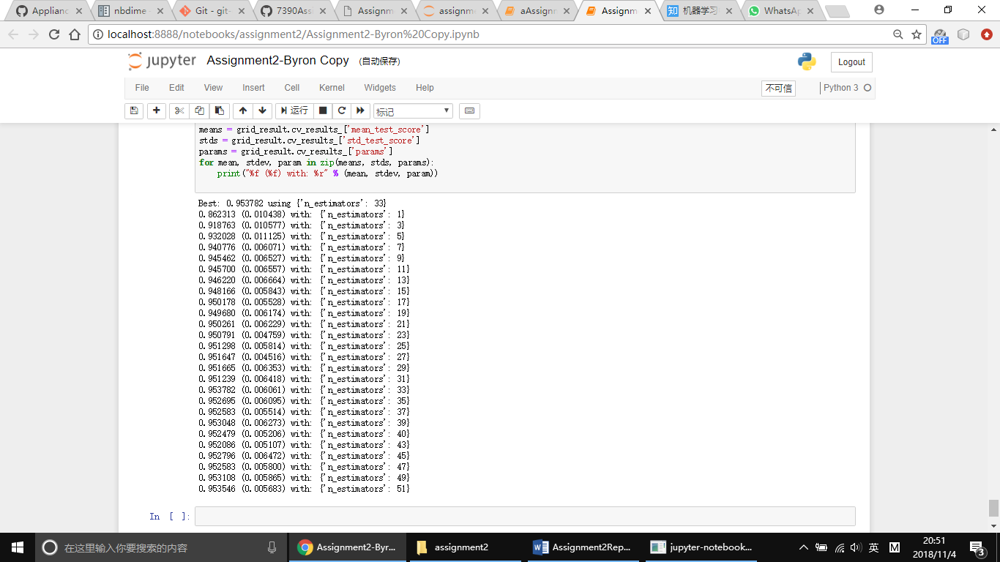 Applianc
nbdime
Git - git-
7390Ass
Assignm
assignme
aAssignm
Assignm
机器学习
WhatsAp
localhost:8888/notebooks/assignment2/Assignment2-Byron%20Copy.ipynb
OFF
jupyter Assignment2-Byron Copy (自动保存)
Logout
File Edit View Insert Cell Kernel Widgets Help
不可信
Python 3
运行
标记
means = grid_result.cv_results_['mean_test_score']
stds = grid_result.cv_results_['std_test_score']
params = grid_result.cv_results_['params']
for mean, stdev, param in zip(means, stds, params):
    print("%f (%f) with: %r" % (mean, stdev, param))
Best: 0.953782 using {'n_estimators': 33}
0.862313 (0.010438) with: {'n_estimators': 1}
0.918763 (0.010577) with: {'n_estimators': 3}
0.932028 (0.011125) with: {'n_estimators': 5}
0.940776 (0.006071) with: {'n_estimators': 7}
0.945462 (0.006527) with: {'n_estimators': 9}
0.945700 (0.006557) with: {'n_estimators': 11}
0.946220 (0.006664) with: {'n_estimators': 13}
0.948166 (0.005843) with: {'n_estimators': 15}
0.950178 (0.005528) with: {'n_estimators': 17}
0.949680 (0.006174) with: {'n_estimators': 19}
0.950261 (0.006229) with: {'n_estimators': 21}
0.950791 (0.004759) with: {'n_estimators': 23}
0.951298 (0.005814) with: {'n_estimators': 25}
0.951647 (0.004516) with: {'n_estimators': 27}
0.951665 (0.006353) with: {'n_estimators': 29}
0.951239 (0.006418) with: {'n_estimators': 31}
0.953782 (0.006061) with: {'n_estimators': 33}
0.952695 (0.006095) with: {'n_estimators': 35}
0.952583 (0.005514) with: {'n_estimators': 37}
0.953048 (0.006273) with: {'n_estimators': 39}
0.952479 (0.005206) with: {'n_estimators': 40}
0.952086 (0.005107) with: {'n_estimators': 43}
0.952796 (0.006472) with: {'n_estimators': 45}
0.952583 (0.005800) with: {'n_estimators': 47}
0.953108 (0.005865) with: {'n_estimators': 49}
0.953546 (0.005683) with: {'n_estimators': 51}
In [ ]:
在这里输入你要搜索的内容
Assignment2-Byr...
assignment2
Assignment2Rep...
jupyter-notebook...
英
M
20:51
2018/11/4
3